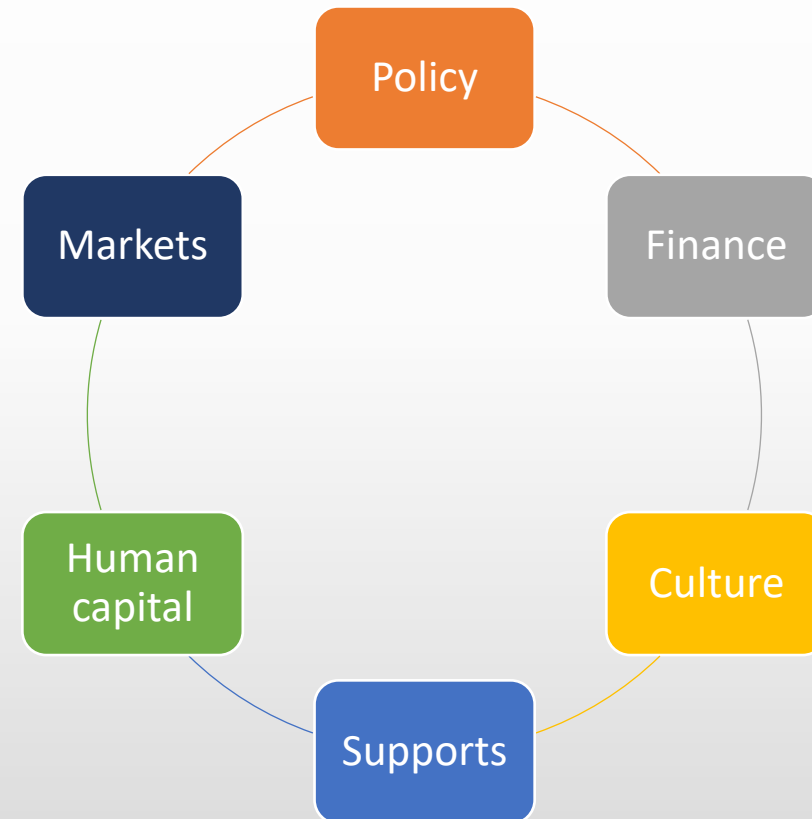 Policy
Markets
Finance
Human
capital
Culture
Supports